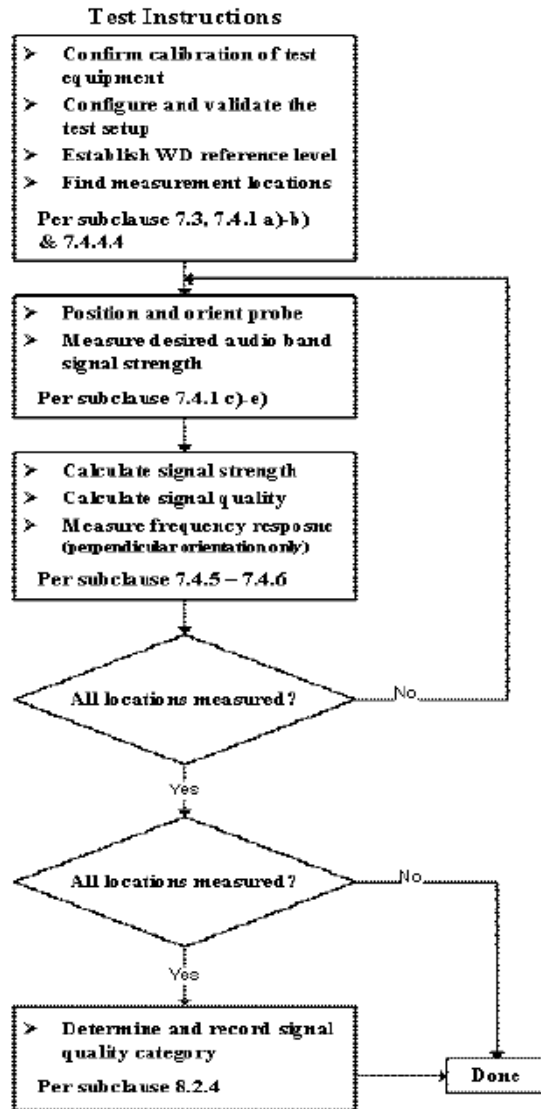 Test Instructions
➢ Confirm calibration of test
equipment
➢ Configure and validate the
test setup
➢ Establish WD reference level
➢ Find measurement locations
Per subclause 7.3, 7.4.1 a)-b)
& 7.4.4.4
➢ Position and orient probe
➢ Measure desired audio band
signal strength
Per subclause 7.4.1 c)-e)
➢ Calculate signal strength
➢ Calculate signal quality
➢ Measure frequency resposne
(perpendicular orientation only)
Per subclause 7.4.5 – 7.4.6
All locations measured?
No
Yes
All locations measured?
No
Yes
➢ Determine and record signal
quality category
Per subclause 8.2.4
Done